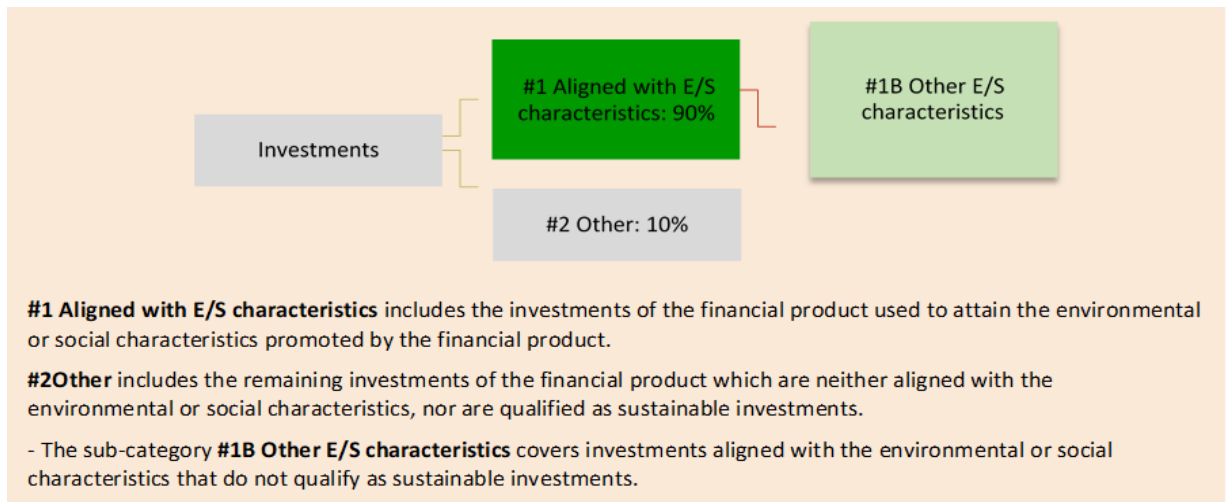 #1 Aligned with E/S
characteristics: 90%
#1B Other E/S
characteristics
Investments
#2 Other: 10%
#1 Aligned with E/S characteristics includes the investments of the financial product used to attain the environmental
or social characteristics promoted by the financial product.
#2Other includes the remaining investments of the financial product which are neither aligned with the
environmental or social characteristics, nor are qualified as sustainable investments.
- The sub-category #1B Other E/S characteristics covers investments aligned with the environmental or social
characteristics that do not qualify as sustainable investments.